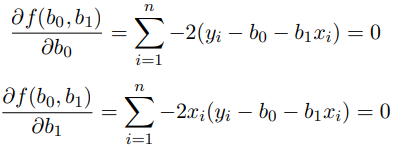 ∂f(b₀, b₁)/∂b₀ = ∑ᵢ₌₁ⁿ −2(yᵢ − b₀ − b₁xᵢ) = 0
∂f(b₀, b₁)/∂b₁ = ∑ᵢ₌₁ⁿ −2xᵢ(yᵢ − b₀ − b₁xᵢ) = 0